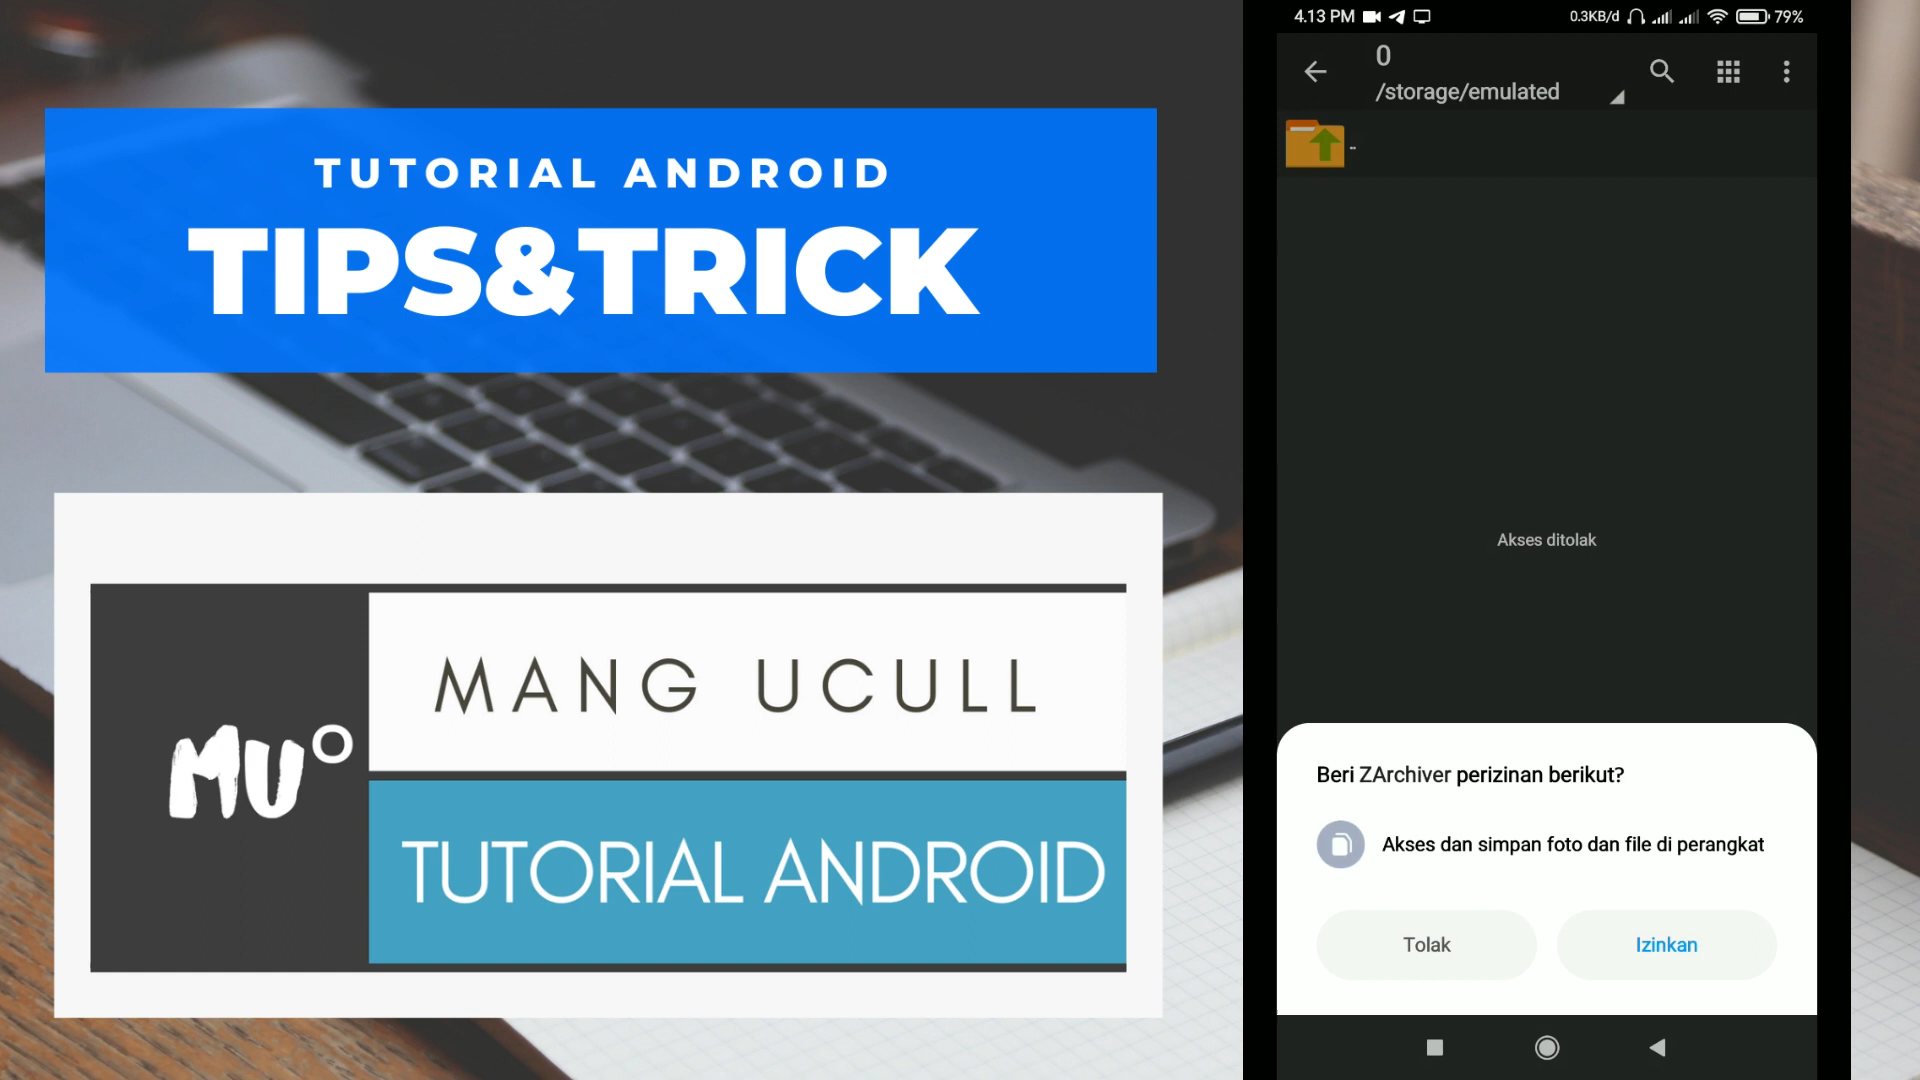 TUTORIAL ANDROID
TIPS&TRICK
MU°
MANG UCULL
TUTORIAL ANDROID
4.13 PM
0.3KB/d
79%
0
/storage/emulated
..
Akses ditolak
Beri ZArchiver perizinan berikut?
Akses dan simpan foto dan file di perangkat
Tolak
Izinkan